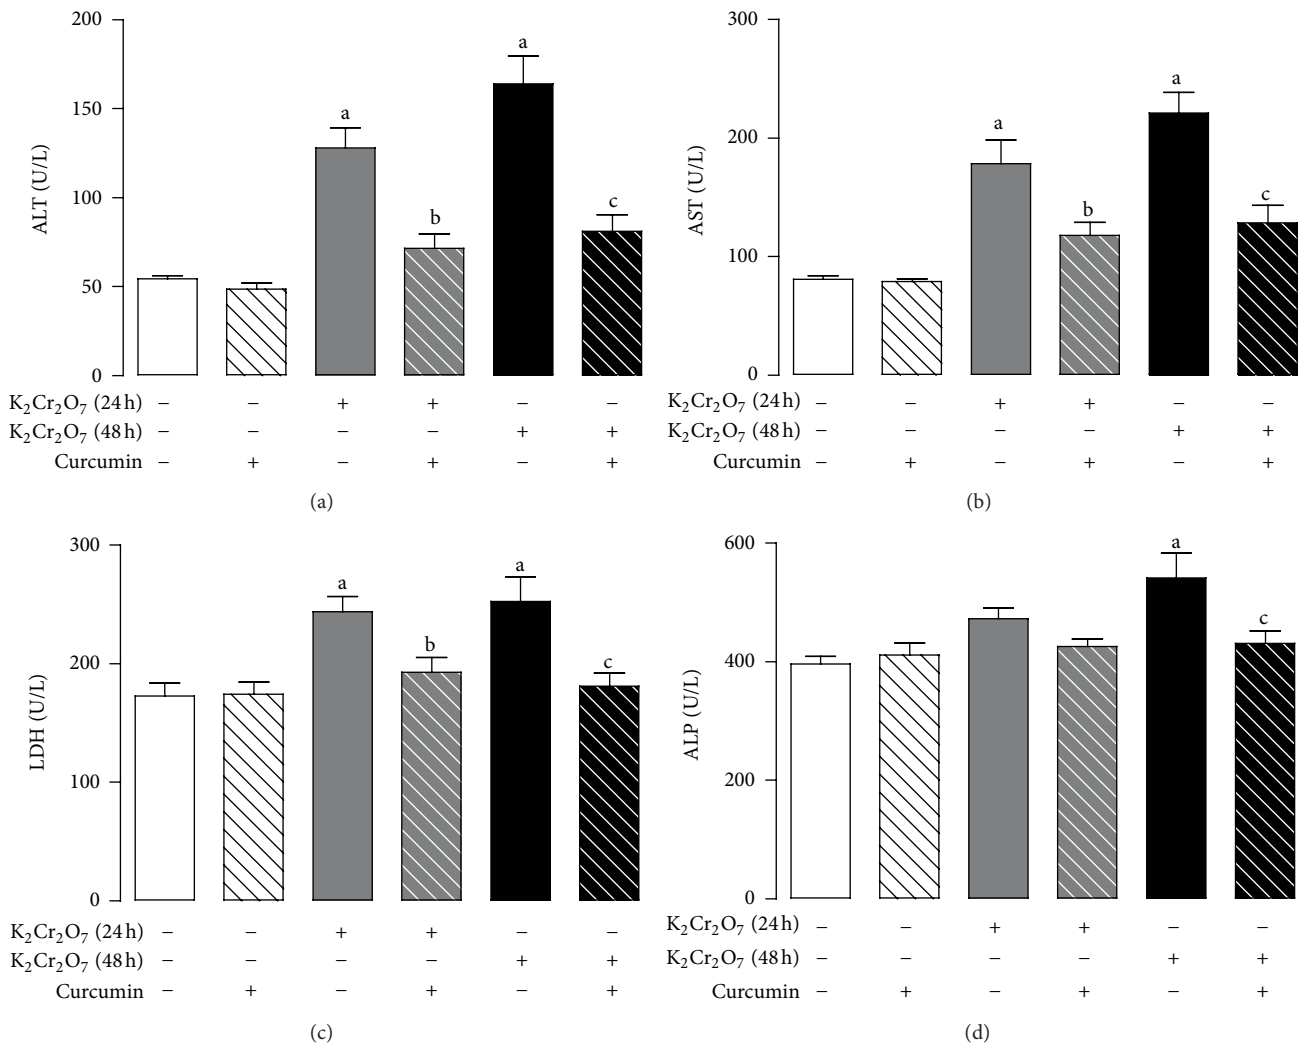 200
150
100
50
0
ALT (U/L)
a
b
a
c
K₂Cr₂O₇ (24 h) − − + + − −
K₂Cr₂O₇ (48 h) − − − − + +
Curcumin − + − + − +
(a)
300
200
100
0
AST (U/L)
a
b
a
c
K₂Cr₂O₇ (24 h) − − + + − −
K₂Cr₂O₇ (48 h) − − − − + +
Curcumin − + − + − +
(b)
300
200
100
0
LDH (U/L)
a
b
a
c
K₂Cr₂O₇ (24 h) − − + + − −
K₂Cr₂O₇ (48 h) − − − − + +
Curcumin − + − + − +
(c)
600
400
200
0
ALP (U/L)
a
c
K₂Cr₂O₇ (24 h) − − + + − −
K₂Cr₂O₇ (48 h) − − − − + +
Curcumin − + − + − +
(d)